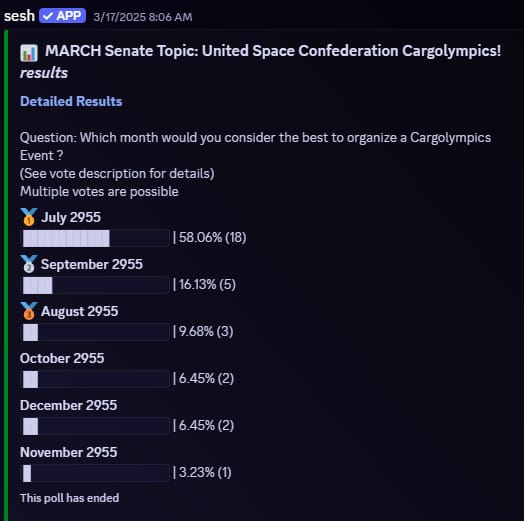 sesh ✓ APP 3/17/2025 8:06 AM
MARCH Senate Topic: United Space Confederation Cargolympics!
results
Detailed Results
Question: Which month would you consider the best to organize a Cargolympics
Event ?
(See vote description for details)
Multiple votes are possible
🥇 July 2955
| 58.06% (18)
🥈 September 2955
| 16.13% (5)
🥉 August 2955
| 9.68% (3)
October 2955
| 6.45% (2)
December 2955
| 6.45% (2)
November 2955
| 3.23% (1)
This poll has ended